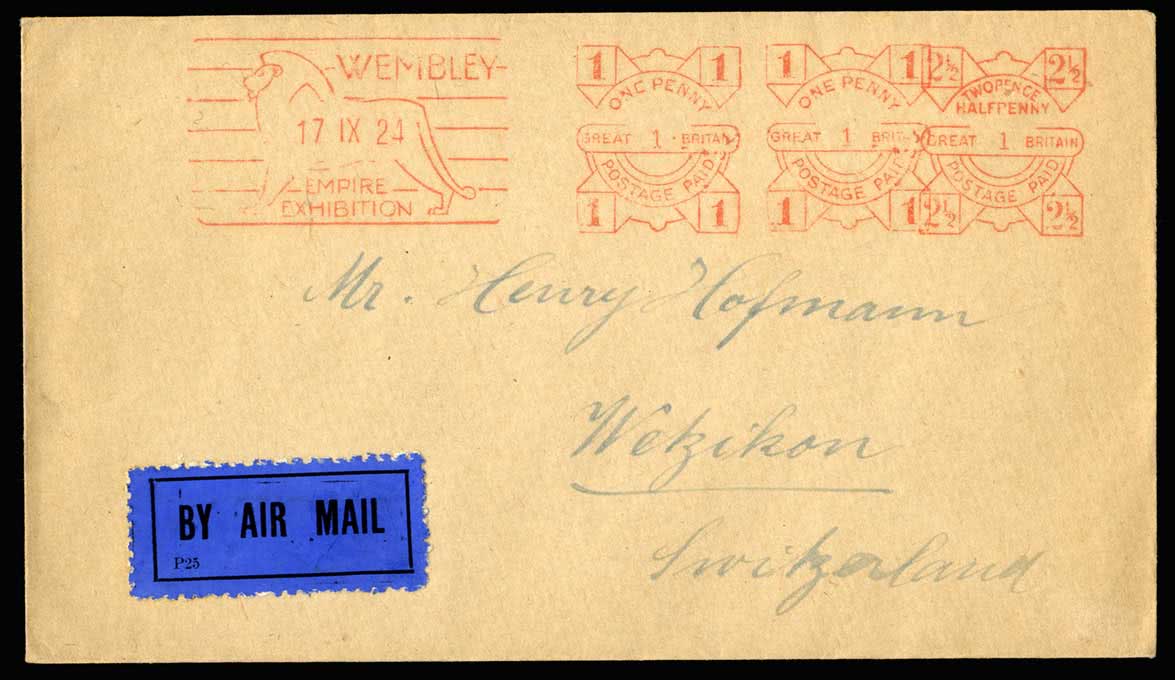 WEMBLEY
17 IX 24
EMPIRE
EXHIBITION
1 1
ONE PENNY
GREAT 1 BRITAIN
POSTAGE PAID
1 1
1 1
ONE PENNY
GREAT 1 BRIT
POSTAGE PAID
1 1
2½ 2½
TWOPENCE
HALFPENNY
GREAT 1 BRITAIN
POSTAGE PAID
2½ 2½
Mr. Henry Hofmann
Wetzikon
Switzerland
BY AIR MAIL
P25